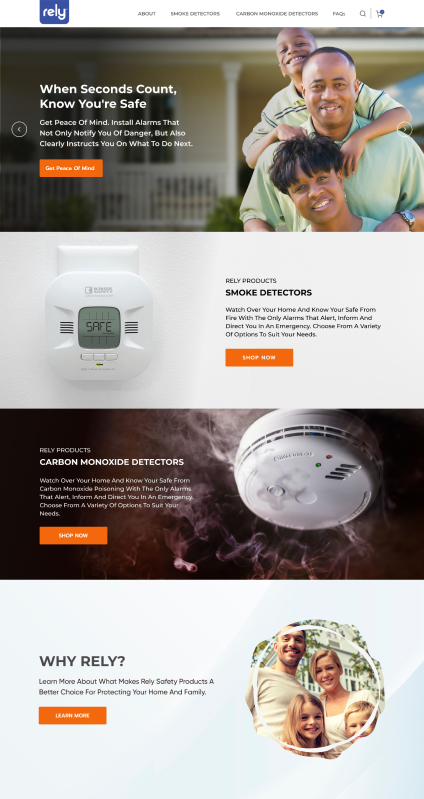 rely
ABOUT
SMOKE DETECTORS
CARBON MONOXIDE DETECTORS
FAQs
When Seconds Count,
Know You're Safe
Get Peace Of Mind. Install Alarms That
Not Only Notify You Of Danger, But Also
Clearly Instructs You On What To Do Next.
Get Peace Of Mind
SAFE
RELY PRODUCTS
SMOKE DETECTORS
Watch Over Your Home And Know Your Safe From
Fire With The Only Alarms That Alert, Inform And
Direct You In An Emergency. Choose From A Variety
Of Options To Suit Your Needs.
SHOP NOW
RELY PRODUCTS
CARBON MONOXIDE DETECTORS
Watch Over Your Home And Know Your Safe From
Carbon Monoxide Poisoning With The Only Alarms
That Alert, Inform And Direct You In An Emergency.
Choose From A Variety Of Options To Suit Your
Needs.
SHOP NOW
WHY RELY?
Learn More About What Makes Rely Safety Products A
Better Choice For Protecting Your Home And Family.
LEARN MORE